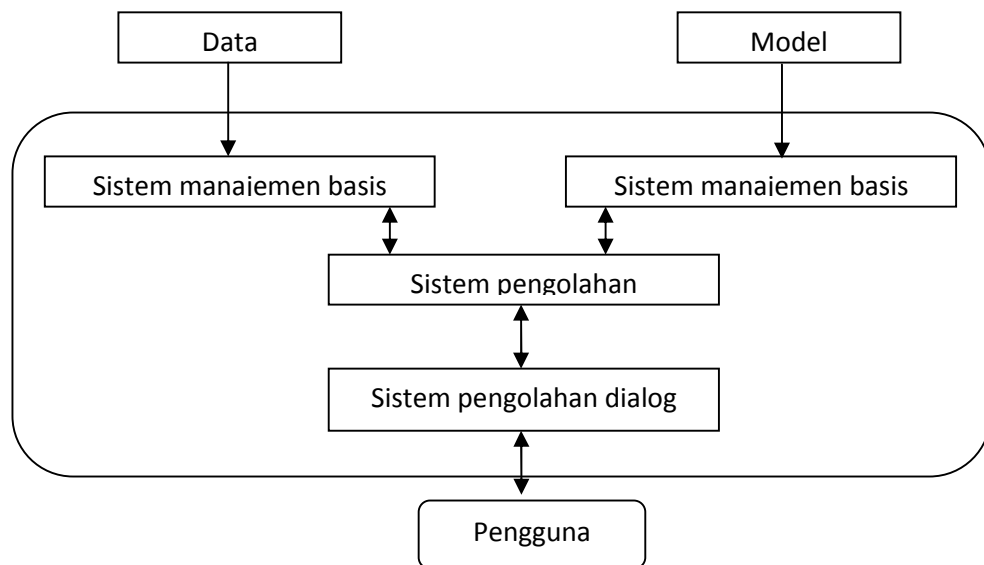 Data
Model
Sistem manajemen basis
Sistem manajemen basis
Sistem pengolahan
Sistem pengolahan dialog
Pengguna